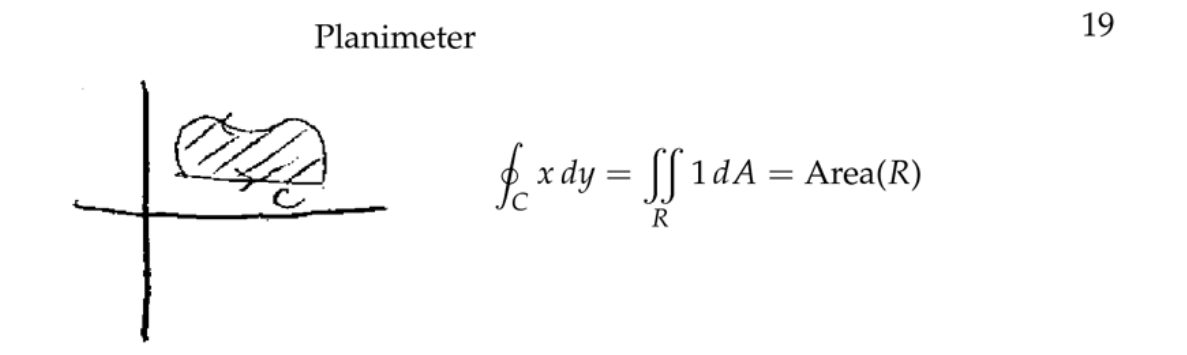 Planimeter
19
∮_C x dy = ∬_R 1 dA = Area(R)
C